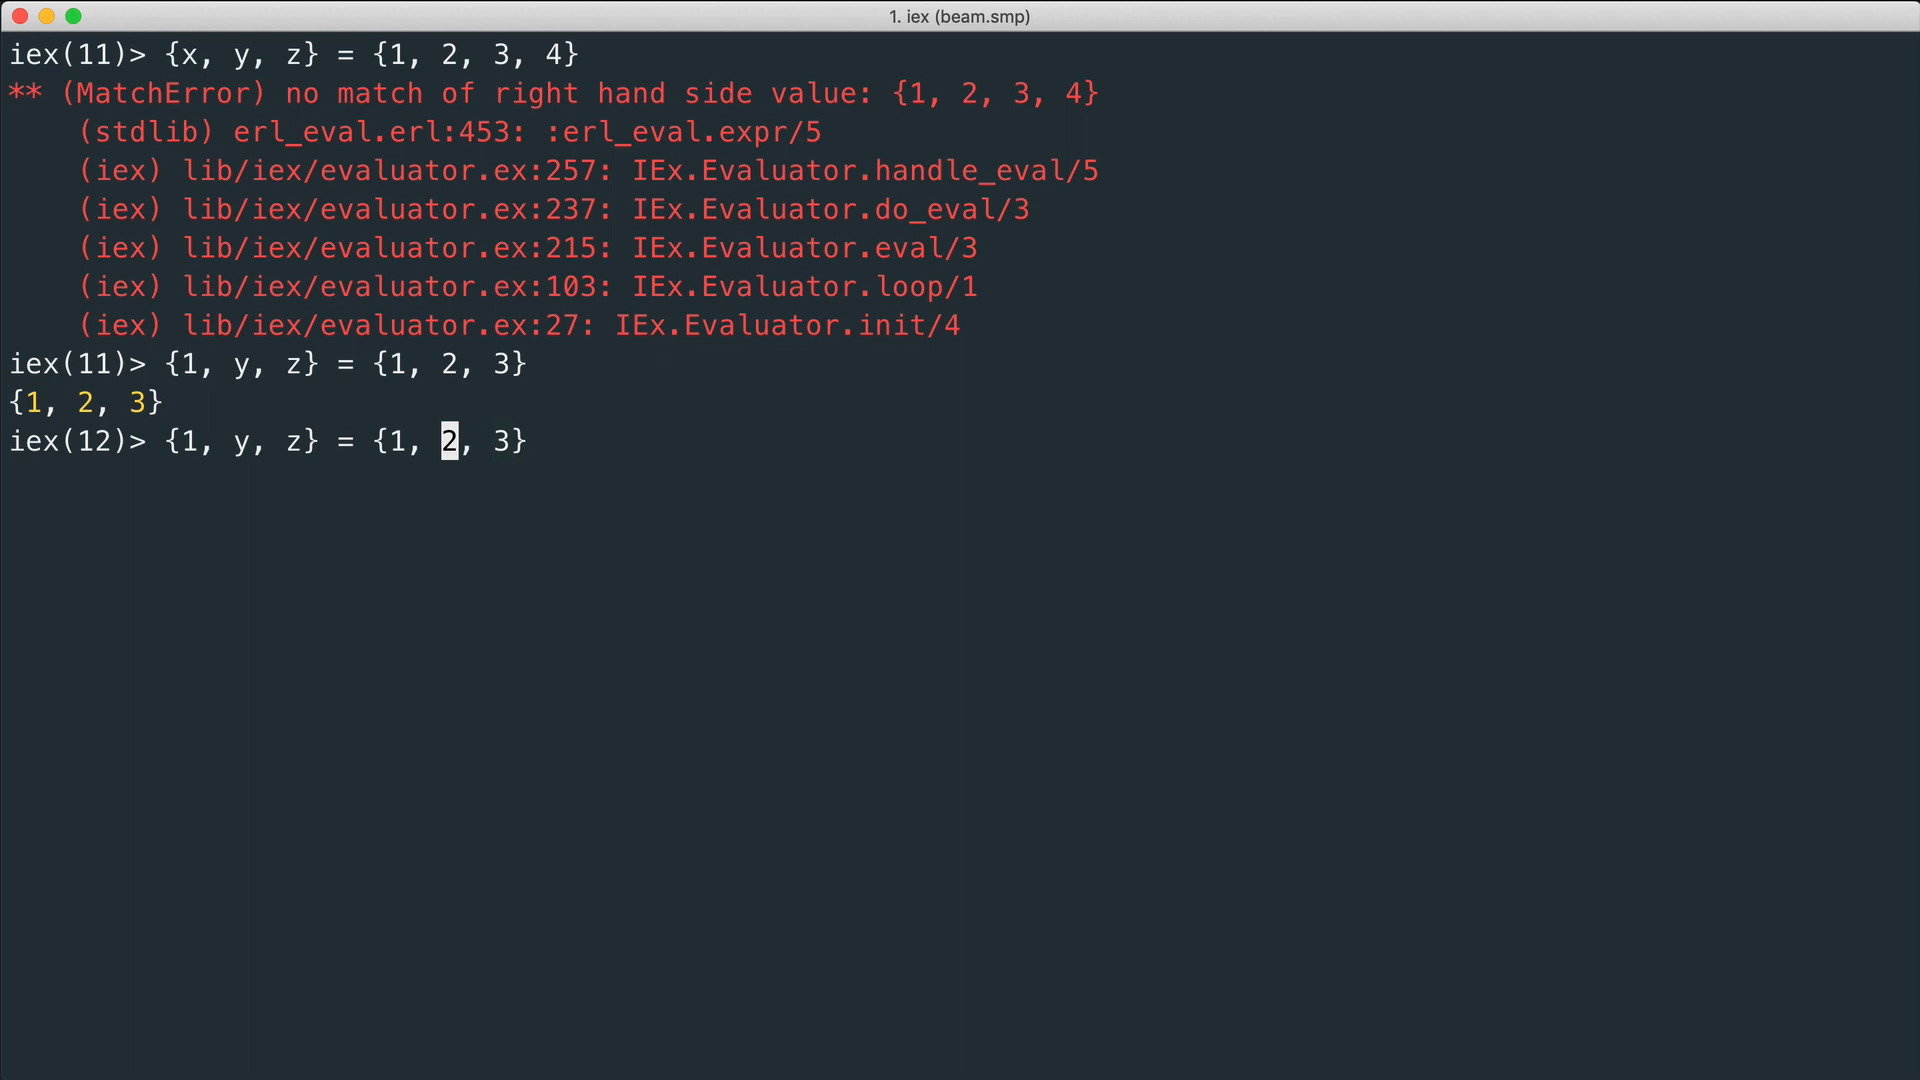 1. iex (beam.smp)
iex(11)> {x, y, z} = {1, 2, 3, 4}
** (MatchError) no match of right hand side value: {1, 2, 3, 4}
    (stdlib) erl_eval.erl:453: :erl_eval.expr/5
    (iex) lib/iex/evaluator.ex:257: IEx.Evaluator.handle_eval/5
    (iex) lib/iex/evaluator.ex:237: IEx.Evaluator.do_eval/3
    (iex) lib/iex/evaluator.ex:215: IEx.Evaluator.eval/3
    (iex) lib/iex/evaluator.ex:103: IEx.Evaluator.loop/1
    (iex) lib/iex/evaluator.ex:27: IEx.Evaluator.init/4
iex(11)> {1, y, z} = {1, 2, 3}
{1, 2, 3}
iex(12)> {1, y, z} = {1, 2, 3}